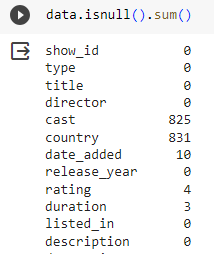 data.isnull().sum()
show_id 0
type 0
title 0
director 0
cast 825
country 831
date_added 10
release_year 0
rating 4
duration 3
listed_in 0
description 0